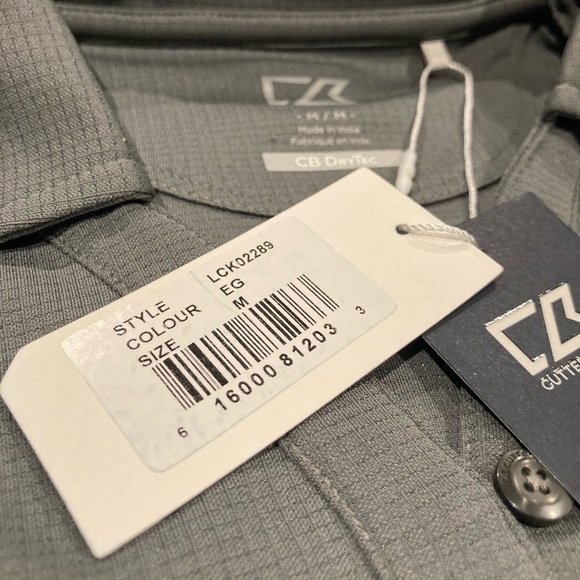 CB
- M / M -
Made in India
Fabriqué en Inde
CB DRYTEC
STYLE LCK02289
COLOUR EG
SIZE M
6 16000 81203 3
CB